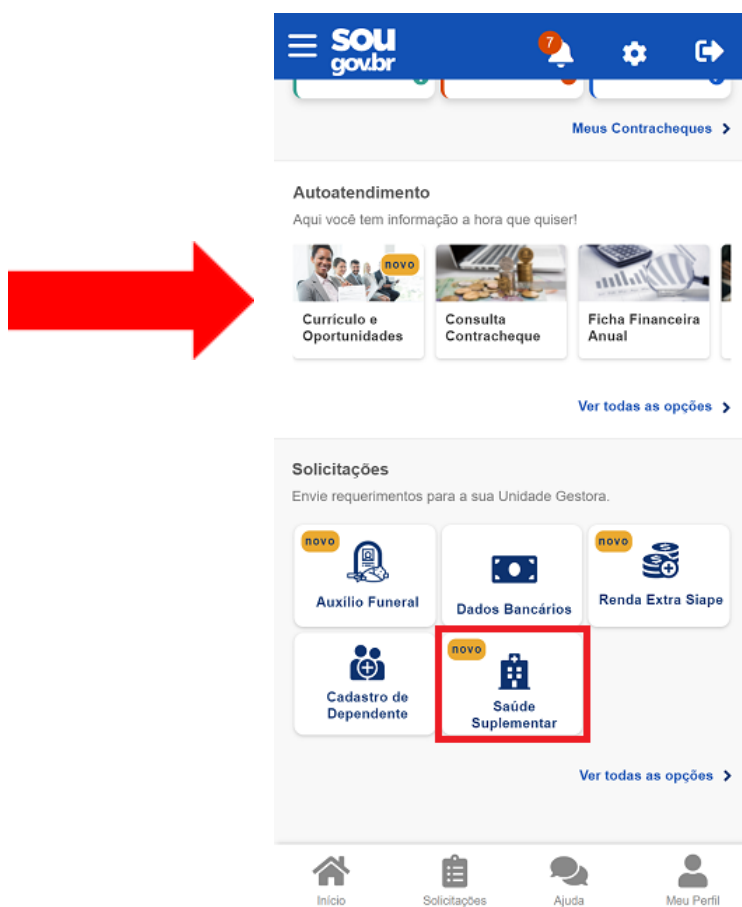 sou
gov.br
7
Meus Contracheques
Autoatendimento
Aqui você tem informação a hora que quiser!
novo
Currículo e
Oportunidades
Consulta
Contracheque
Ficha Financeira
Anual
Ver todas as opções
Solicitações
Envie requerimentos para a sua Unidade Gestora.
novo
Auxílio Funeral
Dados Bancários
novo
Renda Extra Siape
Cadastro de
Dependente
novo
Saúde
Suplementar
Ver todas as opções
Início
Solicitações
Ajuda
Meu Perfil